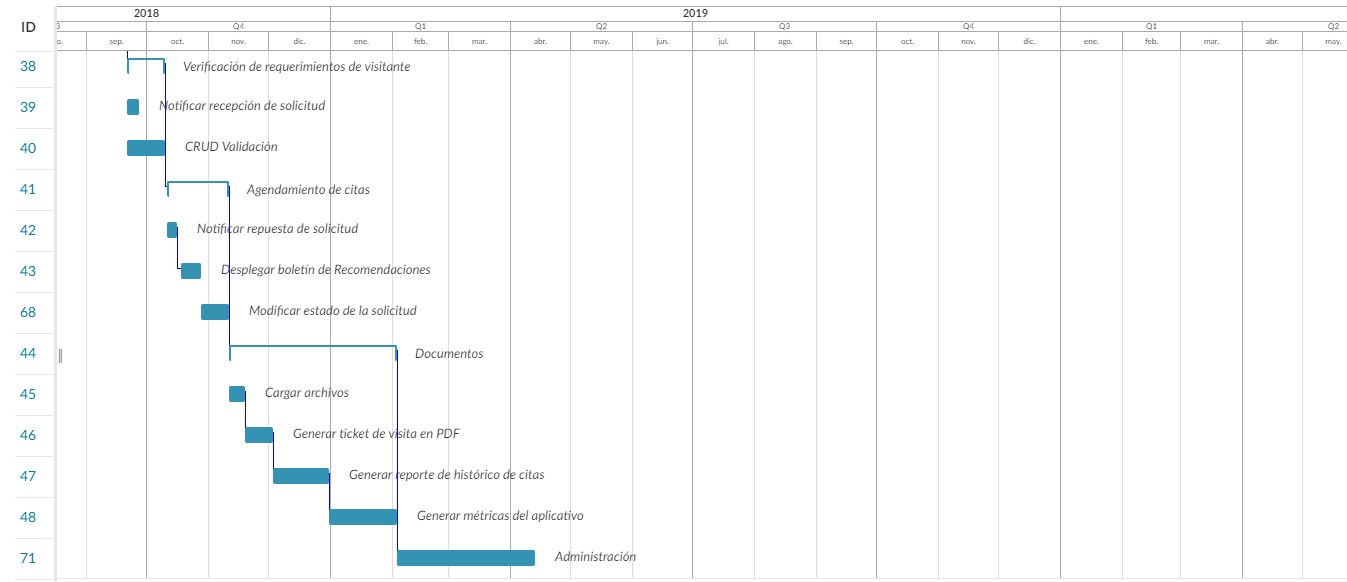 2018 2019
ID
3 Q4 Q1 Q2 Q3 Q4 Q1 Q2
o. sep. oct. nov. dic. ene. feb. mar. abr. may. jun. jul. ago. sep. oct. nov. dic. ene. feb. mar. abr. may.
38 Verificación de requerimientos de visitante
39 Notificar recepción de solicitud
40 CRUD Validación
41 Agendamiento de citas
42 Notificar repuesta de solicitud
43 Desplegar boletín de Recomendaciones
68 Modificar estado de la solicitud
44 Documentos
45 Cargar archivos
46 Generar ticket de visita en PDF
47 Generar reporte de histórico de citas
48 Generar métricas del aplicativo
71 Administración